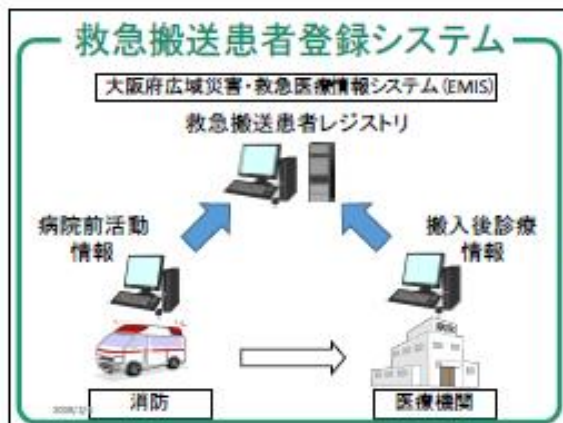 救急搬送患者登録システム
大阪府広域災害・救急医療情報システム(EMIS)
救急搬送患者レジストリ
病院前活動
情報
搬入後診療
情報
病院
消防
医療機関